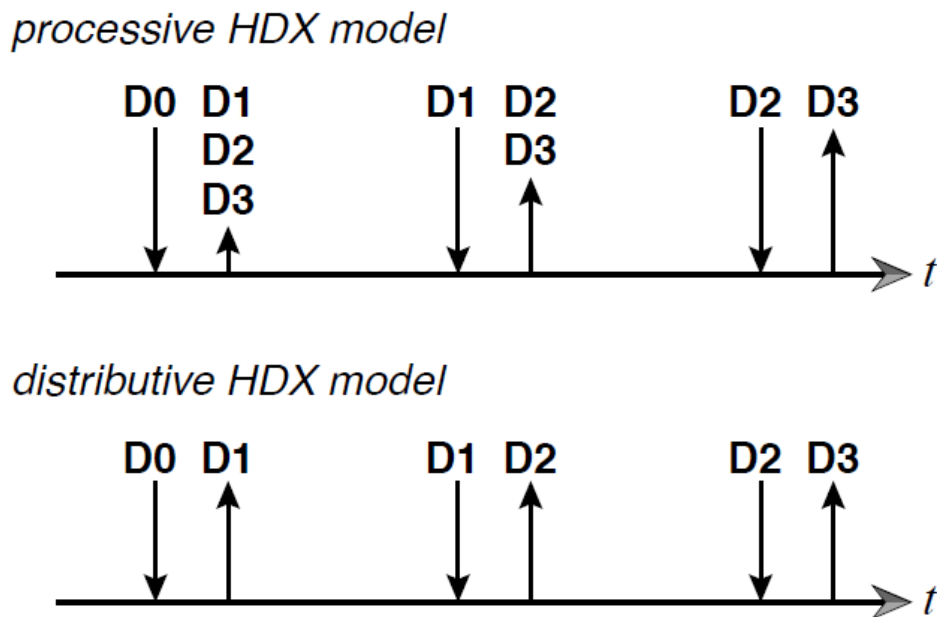 processive HDX model
D0 D1 D1 D2 D2 D3
D2 D3
D3
t
distributive HDX model
D0 D1 D1 D2 D2 D3
t